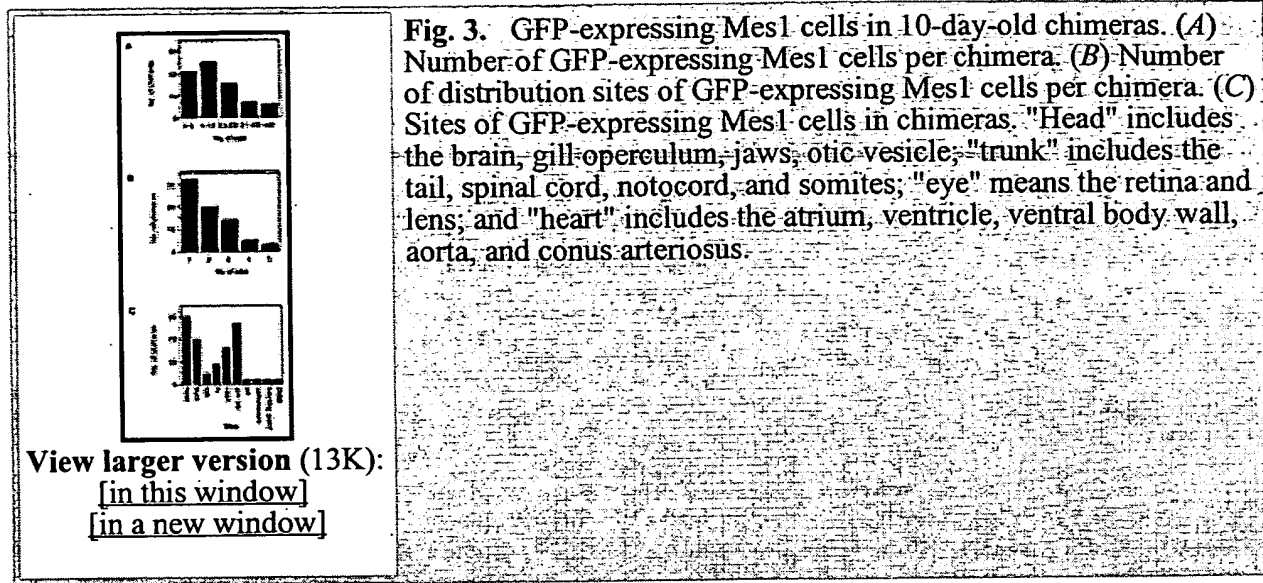 Fig. 3. GFP-expressing Mes1 cells in 10-day-old chimeras. (A)
Number of GFP-expressing Mes1 cells per chimera. (B) Number
of distribution sites of GFP-expressing Mes1 cells per chimera. (C)
Sites of GFP-expressing Mes1 cells in chimeras. "Head" includes
the brain, gill operculum, jaws, otic vesicle; "trunk" includes the
tail, spinal cord, notocord, and somites; "eye" means the retina and
lens; and "heart" includes the atrium, ventricle, ventral body wall,
aorta, and conus arteriosus.
A
B
C
View larger version (13K):
[in this window]
[in a new window]